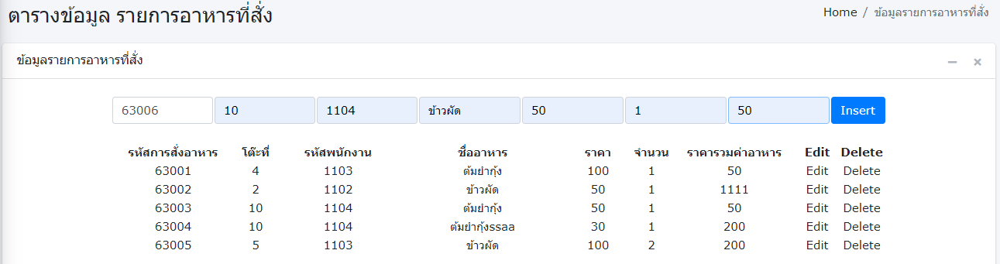 ตารางข้อมูล รายการอาหารที่สั่ง
Home / ข้อมูลรายการอาหารที่สั่ง
ข้อมูลรายการอาหารที่สั่ง
63006 10 1104 ข้าวผัด 50 1 50 Insert
รหัสการสั่งอาหาร โต๊ะที่ รหัสพนักงาน ชื่ออาหาร ราคา จำนวน ราคารวมค่าอาหาร Edit Delete
63001 4 1103 ต้มยำกุ้ง 100 1 50 Edit Delete
63002 2 1102 ข้าวผัด 50 1 1111 Edit Delete
63003 10 1104 ต้มยำกุ้ง 50 1 50 Edit Delete
63004 10 1104 ต้มยำกุ้งssaa 30 1 200 Edit Delete
63005 5 1103 ข้าวผัด 100 2 200 Edit Delete